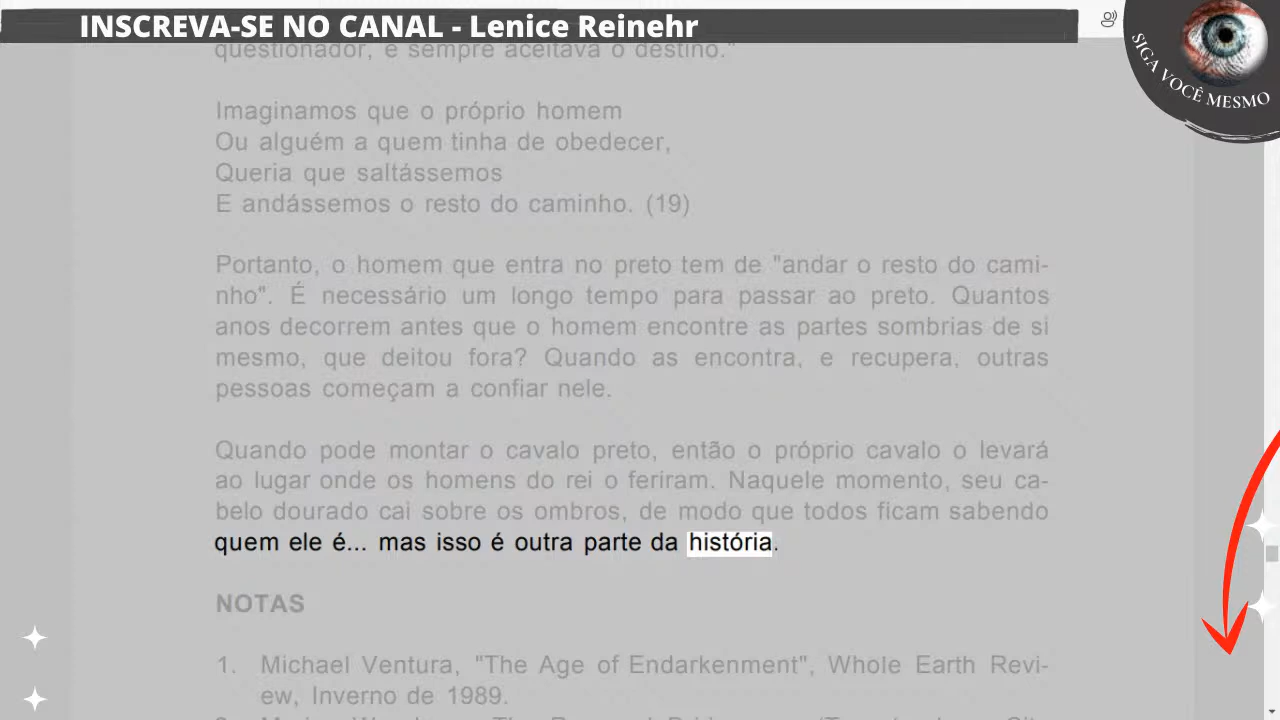 INSCREVA-SE NO CANAL - Lenice Reinehr
SIGA VOCÊ MESMO
questionador, e sempre aceitava o destino."
Imaginamos que o próprio homem
Ou alguém a quem tinha de obedecer,
Queria que saltássemos
E andássemos o resto do caminho. (19)
Portanto, o homem que entra no preto tem de "andar o resto do cami-
nho". É necessário um longo tempo para passar ao preto. Quantos
anos decorrem antes que o homem encontre as partes sombrias de si
mesmo, que deitou fora? Quando as encontra, e recupera, outras
pessoas começam a confiar nele.
Quando pode montar o cavalo preto, então o próprio cavalo o levará
ao lugar onde os homens do rei o feriram. Naquele momento, seu ca-
belo dourado cai sobre os ombros, de modo que todos ficam sabendo
quem ele é... mas isso é outra parte da história.
NOTAS
1. Michael Ventura, "The Age of Endarkenment", Whole Earth Revi-
ew, Inverno de 1989.